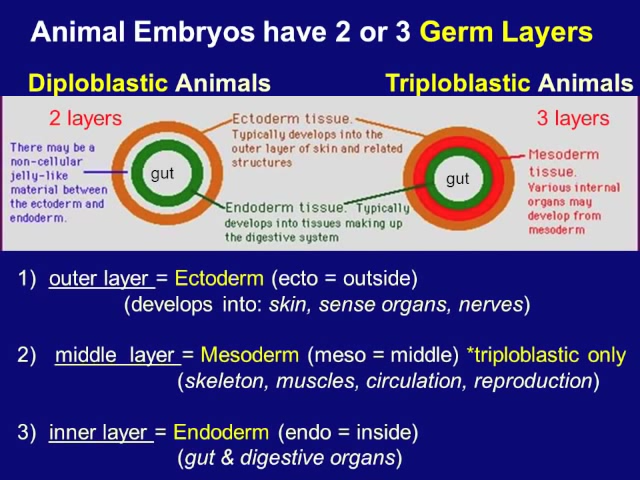 Animal Embryos have 2 or 3 Germ Layers
Diploblastic Animals
Triploblastic Animals
2 layers
3 layers
There may be a
non-cellular
jelly-like
material between
the ectoderm and
endoderm.
gut
Ectoderm tissue.
Typically develops into the
outer layer of skin and related
structures
Endoderm tissue. Typically
develops into tissues making up
the digestive system
gut
Mesoderm
tissue.
Various internal
organs may
develop from
mesoderm
1) outer layer = Ectoderm (ecto = outside)
(develops into: skin, sense organs, nerves)
2) middle layer = Mesoderm (meso = middle) *triploblastic only
(skeleton, muscles, circulation, reproduction)
3) inner layer = Endoderm (endo = inside)
(gut & digestive organs)